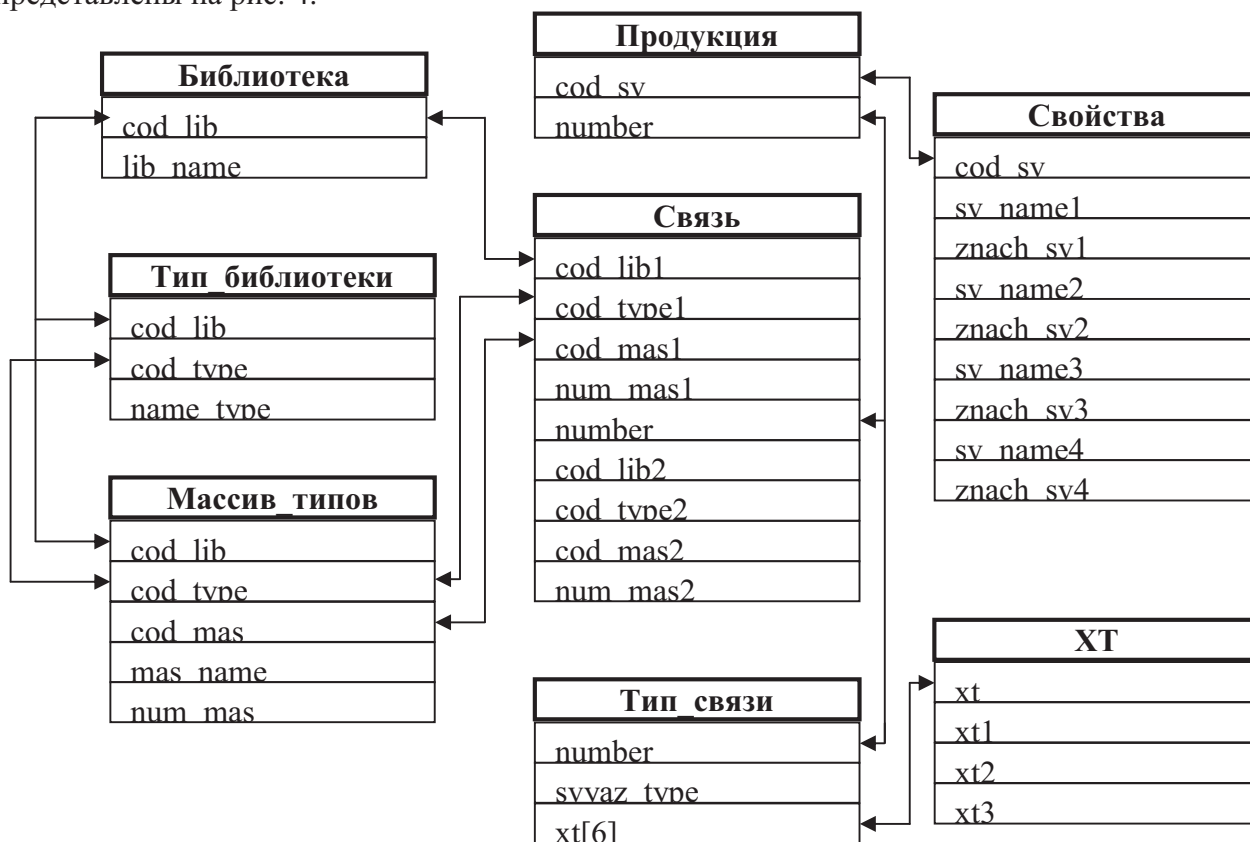 представлены на рис. 4.
Библиотека
cod_lib
lib_name
Тип_библиотеки
cod_lib
cod_type
name_type
Массив_типов
cod_lib
cod_type
cod_mas
mas_name
num_mas
Продукция
cod_sv
number
Связь
cod_lib1
cod_type1
cod_mas1
num_mas1
number
cod_lib2
cod_type2
cod_mas2
num_mas2
Тип_связи
number
svyaz_type
xt[6]
Свойства
cod_sv
sv_name1
znach_sv1
sv_name2
znach_sv2
sv_name3
znach_sv3
sv_name4
znach_sv4
ХТ
xt
xt1
xt2
xt3